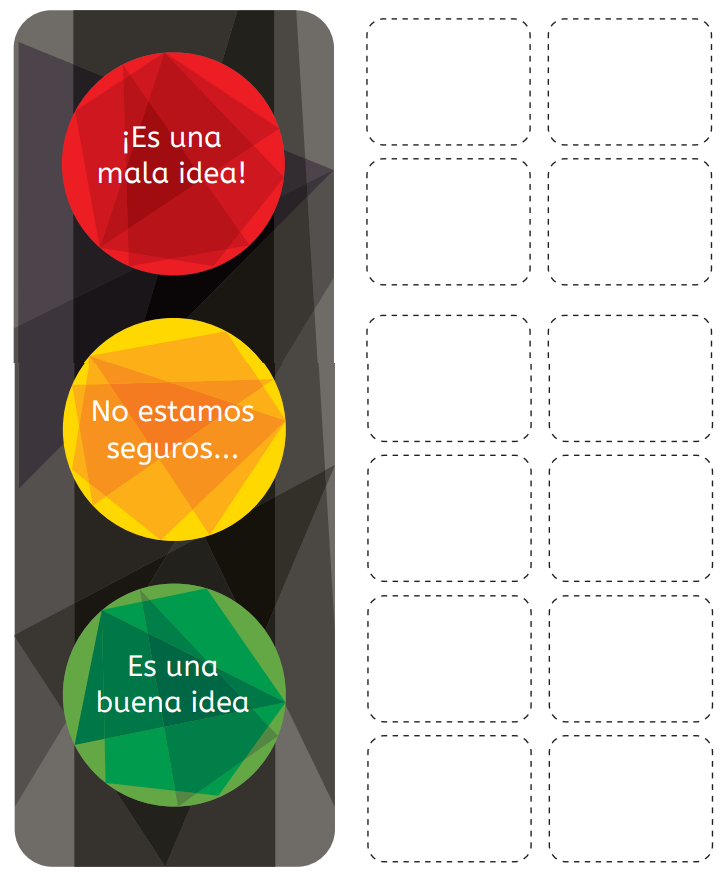 ¡Es una
mala idea!
No estamos
seguros...
Es una
buena idea